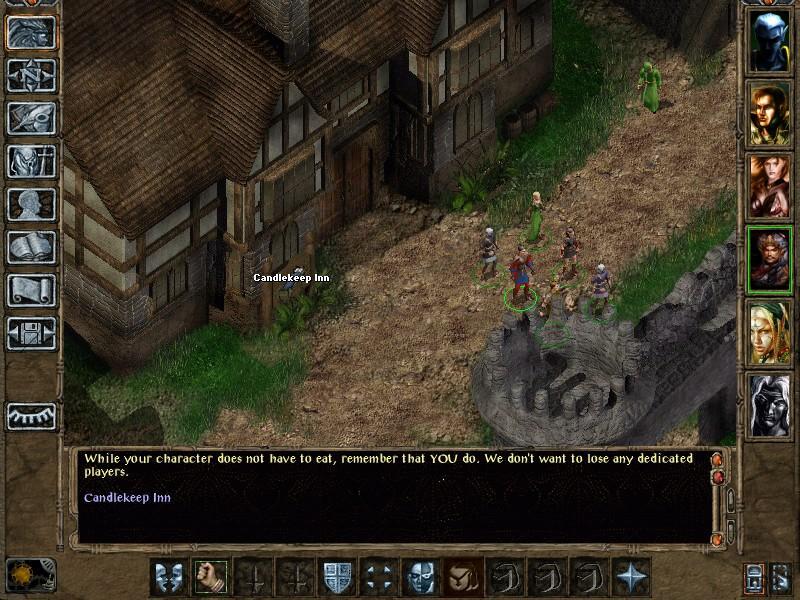 Candlekeep Inn
While your character does not have to eat, remember that YOU do. We don't want to lose any dedicated
players.
Candlekeep Inn